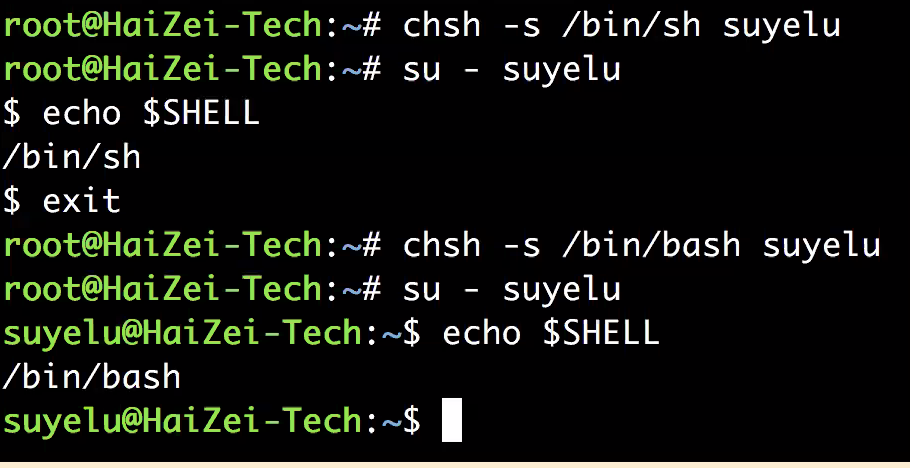 root@HaiZei-Tech:~# chsh -s /bin/sh suyelu
root@HaiZei-Tech:~# su - suyelu
$ echo $SHELL
/bin/sh
$ exit
root@HaiZei-Tech:~# chsh -s /bin/bash suyelu
root@HaiZei-Tech:~# su - suyelu
suyelu@HaiZei-Tech:~$ echo $SHELL
/bin/bash
suyelu@HaiZei-Tech:~$